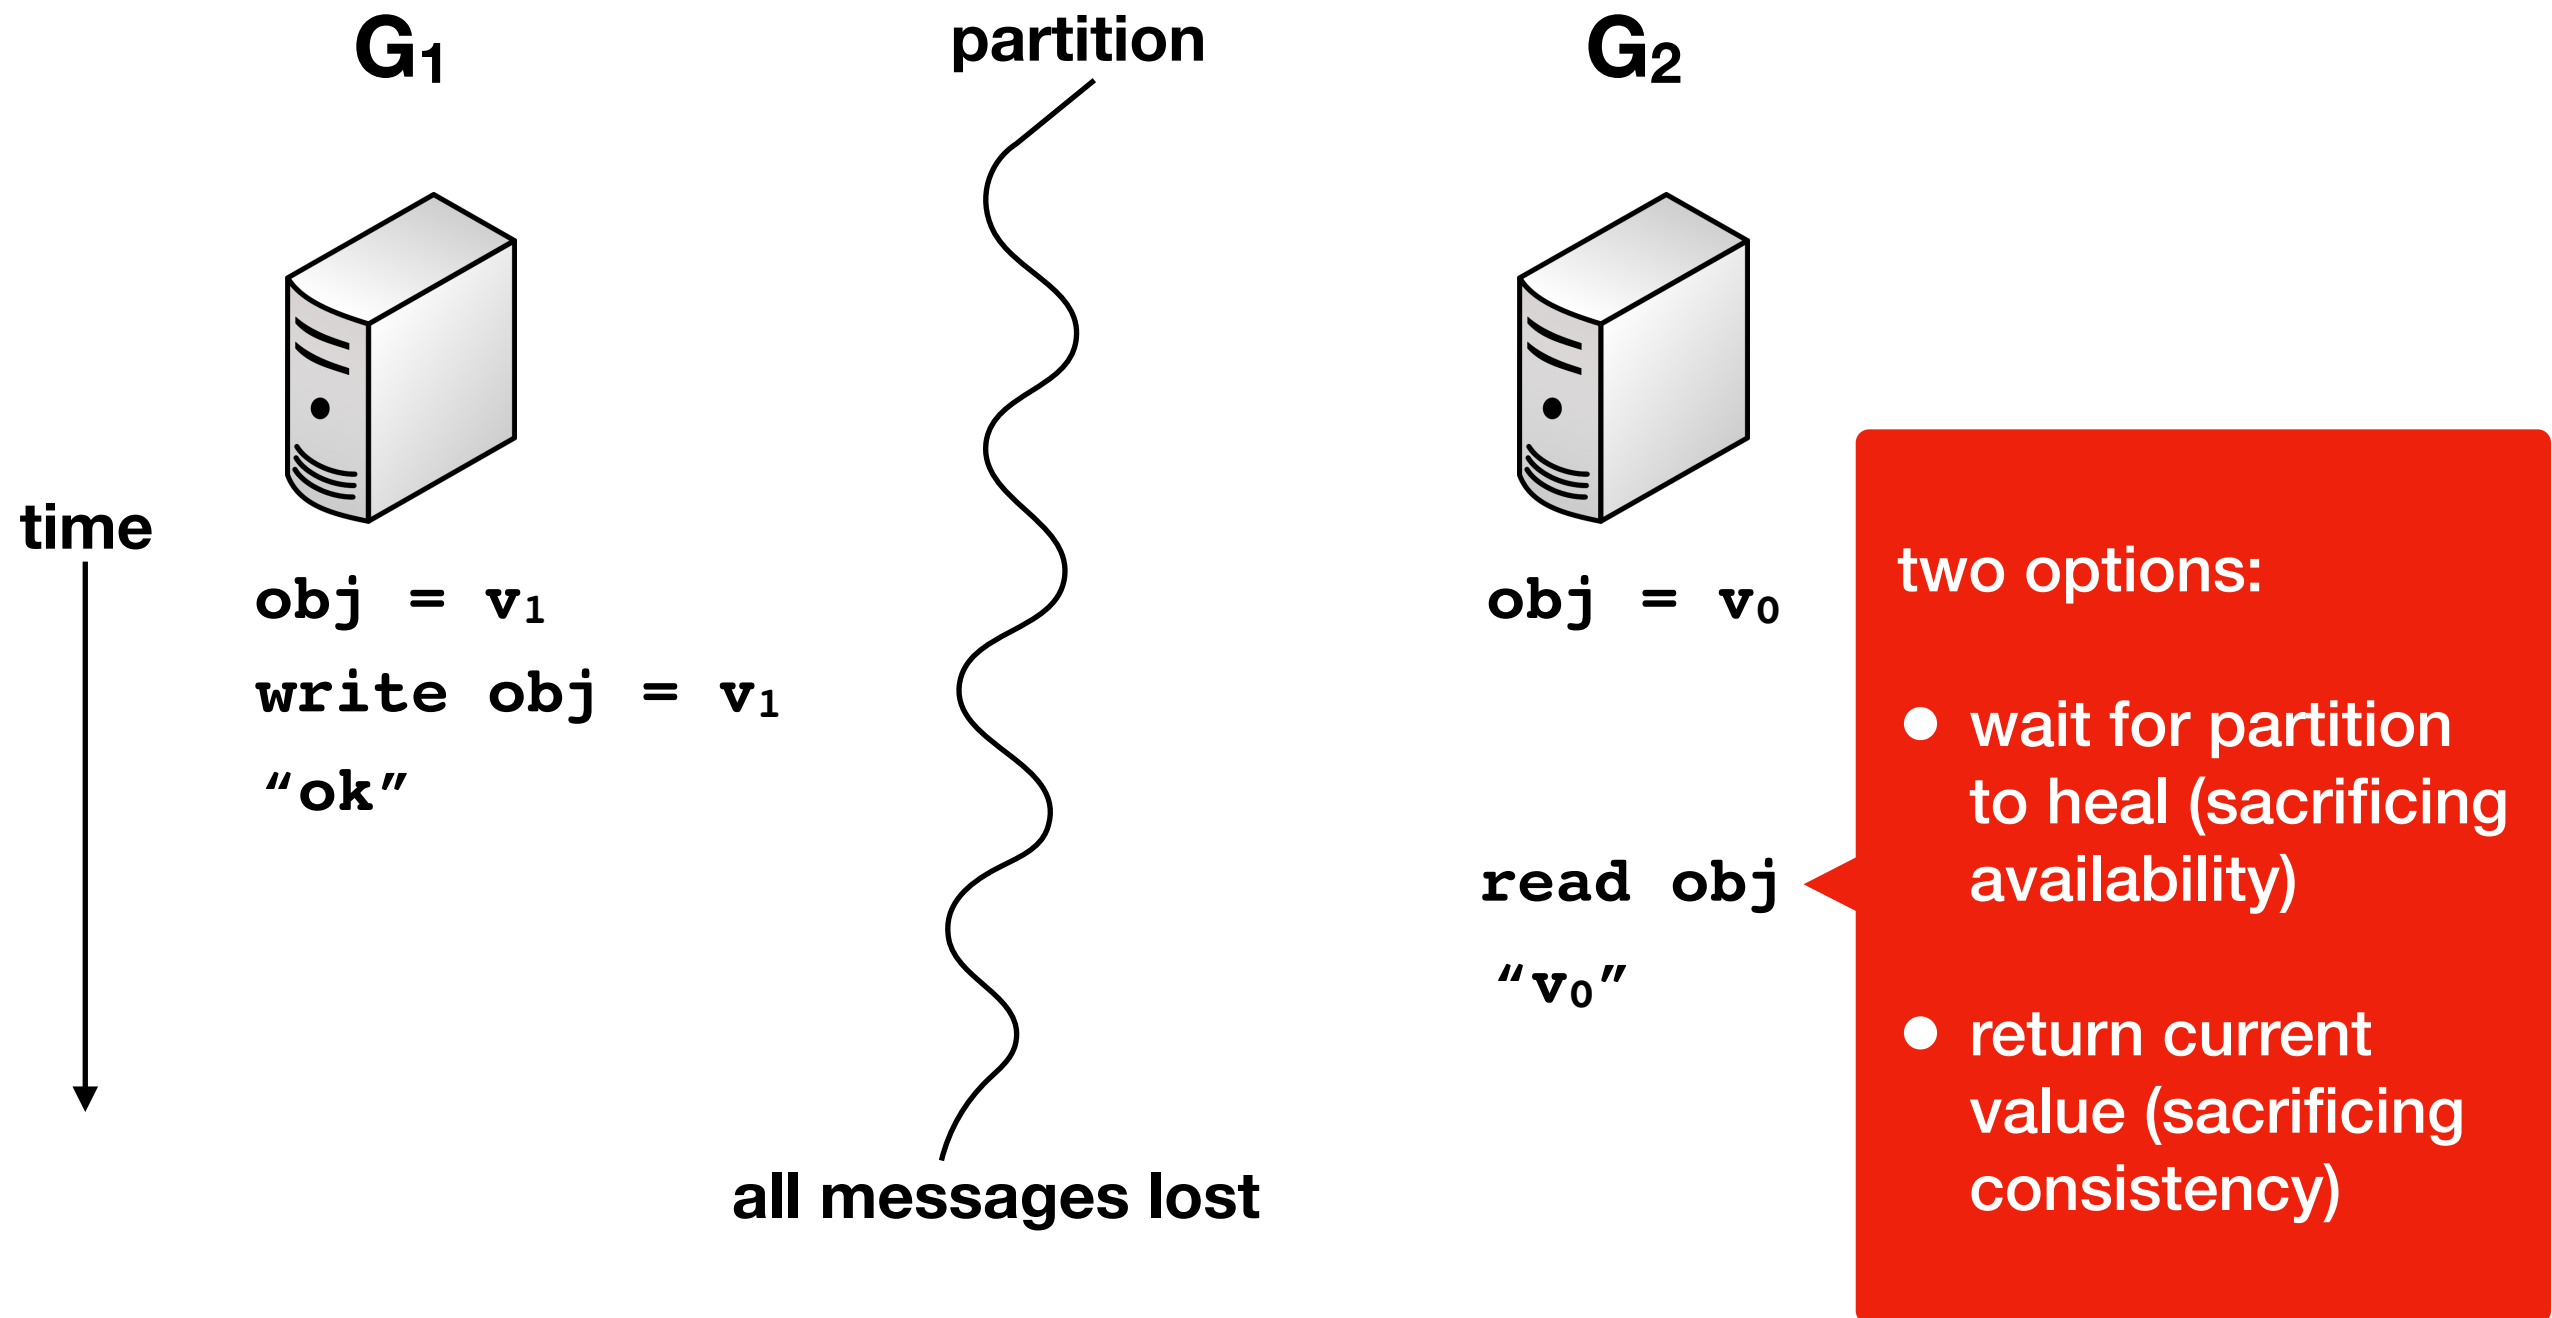 G₁
partition
G₂
time
obj = v₁
write obj = v₁
“ok”
obj = v₀
read obj
“v₀”
all messages lost
two options:
• wait for partition
to heal (sacrificing
availability)
• return current
value (sacrificing
consistency)